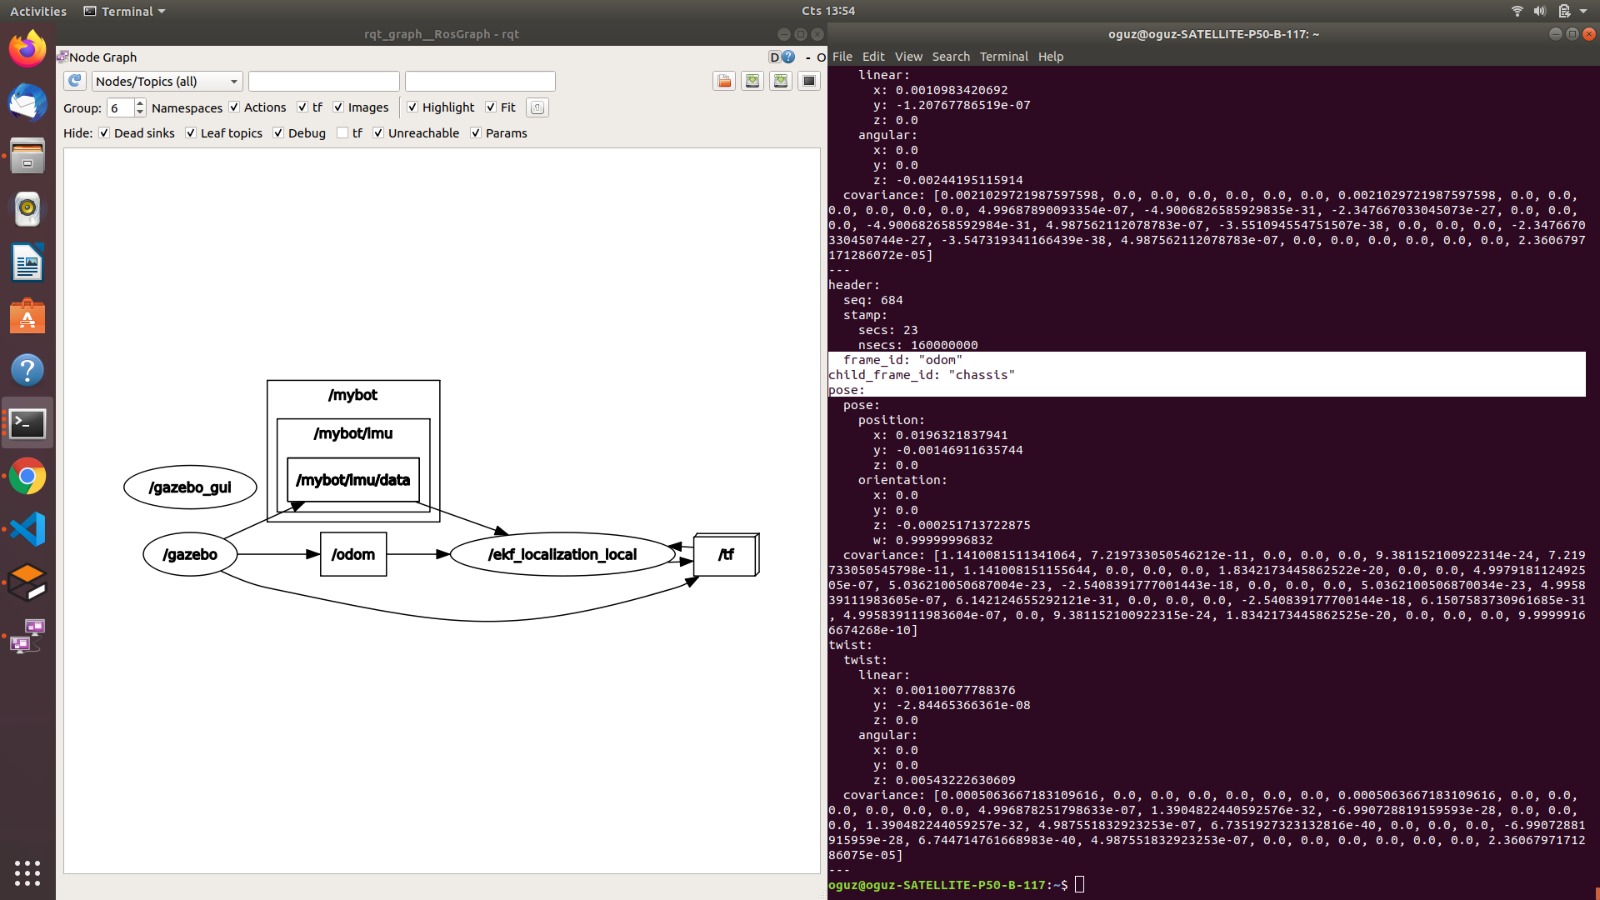 Activities
Terminal
Cts 13:54
rqt_graph__RosGraph - rqt
Node Graph
D
- O
Nodes/Topics (all)
Group: 6 Namespaces Actions tf Images Highlight Fit
Hide: Dead sinks Leaf topics Debug tf Unreachable Params
/mybot
/mybot/imu
/mybot/imu/data
/gazebo_gui
/gazebo
/odom
/ekf_localization_local
/tf
oguz@oguz-SATELLITE-P50-B-117: ~
File Edit View Search Terminal Help
linear:
x: 0.0010983420692
y: -1.20767786519e-07
z: 0.0
angular:
x: 0.0
y: 0.0
z: -0.00244195115914
covariance: [0.0021029721987597598, 0.0, 0.0, 0.0, 0.0, 0.0, 0.0, 0.0021029721987597598, 0.0, 0.0,
0.0, 0.0, 0.0, 0.0, 4.99687890093354e-07, -4.9006826585929835e-31, -2.347667033045073e-27, 0.0, 0.0,
0.0, -4.900682658592984e-31, 4.987562112078783e-07, -3.551094554751507e-38, 0.0, 0.0, 0.0, -2.3476670
330450744e-27, -3.547319341166439e-38, 4.987562112078783e-07, 0.0, 0.0, 0.0, 0.0, 0.0, 0.0, 2.3606797
171286072e-05]
---
header:
seq: 684
stamp:
secs: 23
nsecs: 160000000
frame_id: "odom"
child_frame_id: "chassis"
pose:
pose:
position:
x: 0.0196321837941
y: -0.00146911635744
z: 0.0
orientation:
x: 0.0
y: 0.0
z: -0.000251713722875
w: 0.99999996832
covariance: [1.1410081511341064, 7.219733050546212e-11, 0.0, 0.0, 0.0, 9.381152100922314e-24, 7.219
733050545798e-11, 1.141008151155644, 0.0, 0.0, 0.0, 1.8342173445862522e-20, 0.0, 0.0, 4.9979181124925
05e-07, 5.036210050687004e-23, -2.5408391777001443e-18, 0.0, 0.0, 0.0, 5.0362100506870034e-23, 4.9958
39111983605e-07, 6.142124655292121e-31, 0.0, 0.0, 0.0, -2.540839177700144e-18, 6.1507583730961685e-31
, 4.995839111983604e-07, 0.0, 9.381152100922315e-24, 1.8342173445862525e-20, 0.0, 0.0, 0.0, 9.9999916
6674268e-10]
twist:
twist:
linear:
x: 0.00110077788376
y: -2.84465366361e-08
z: 0.0
angular:
x: 0.0
y: 0.0
z: 0.00543222630609
covariance: [0.0005063667183109616, 0.0, 0.0, 0.0, 0.0, 0.0, 0.0, 0.0005063667183109616, 0.0, 0.0,
0.0, 0.0, 0.0, 0.0, 4.996878251798633e-07, 1.3904822440592576e-32, -6.990728819159593e-28, 0.0, 0.0,
0.0, 1.390482244059257e-32, 4.987551832923253e-07, 6.7351927323132816e-40, 0.0, 0.0, 0.0, -6.99072881
915959e-28, 6.744714761668983e-40, 4.987551832923253e-07, 0.0, 0.0, 0.0, 0.0, 0.0, 0.0, 2.36067971712
86075e-05]
---
oguz@oguz-SATELLITE-P50-B-117:~$